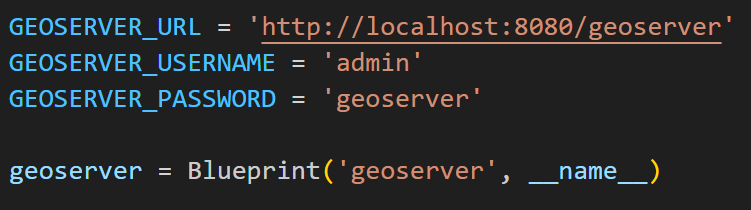 GEOSERVER_URL = 'http://localhost:8080/geoserver'
GEOSERVER_USERNAME = 'admin'
GEOSERVER_PASSWORD = 'geoserver'
geoserver = Blueprint('geoserver', __name__)